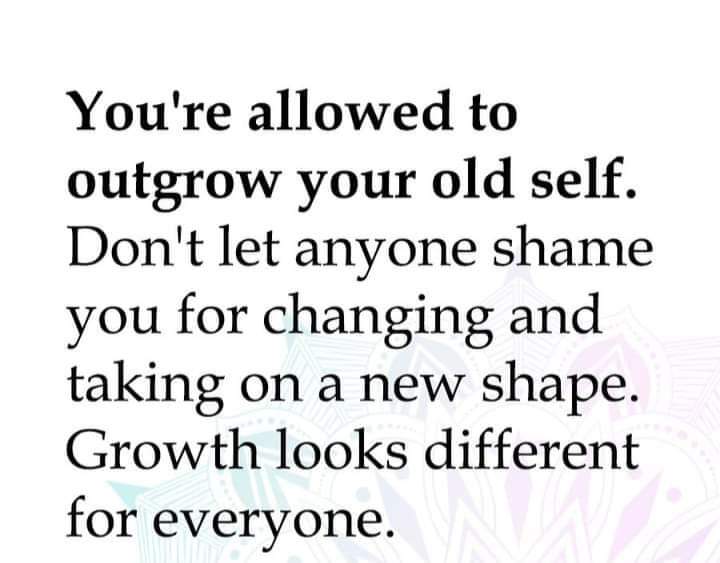 You're allowed to
outgrow your old self.
Don't let anyone shame
you for changing and
taking on a new shape.
Growth looks different
for everyone.